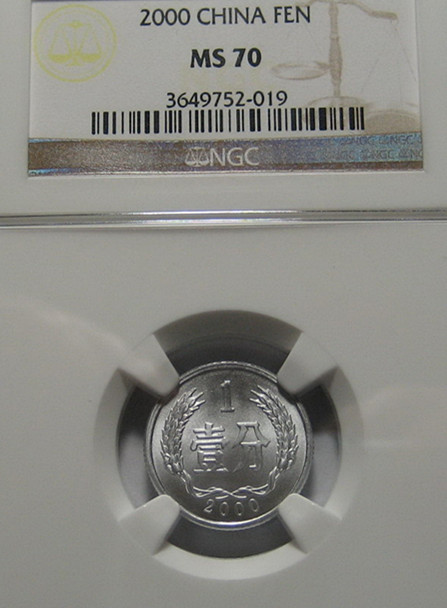 2000 CHINA FEN
MS 70
3649752-019
NGC
1
壹分
2000